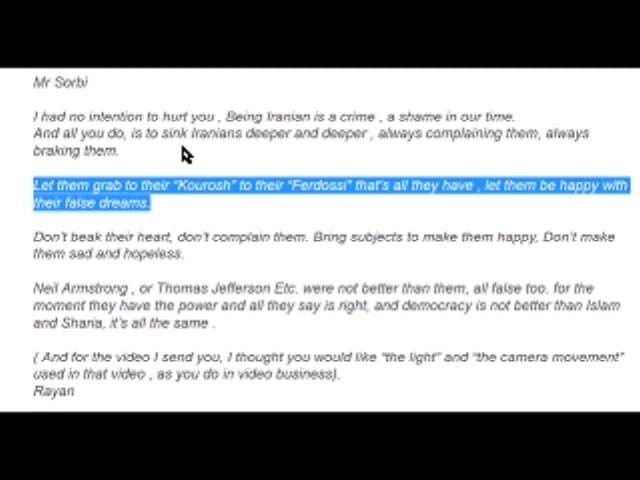 Mr Sorbi
I had no intention to hurt you , Being Iranian is a crime , a shame in our time.
And all you do, is to sink Iranians deeper and deeper , always complaining them, always
braking them.
Let them grab to their "Kourosh" to their "Ferdossi" that's all they have , let them be happy with
their false dreams.
Don't beak their heart, don't complain them. Bring subjects to make them happy, Don't make
them sad and hopeless.
Neil Armstrong , or Thomas Jefferson Etc. were not better than them, all false too. for the
moment they have the power and all they say is right, and democracy is not better than Islam
and Sharia, it's all the same .
( And for the video I send you, I thought you would like "the light" and "the camera movement"
used in that video , as you do in video business).
Rayan